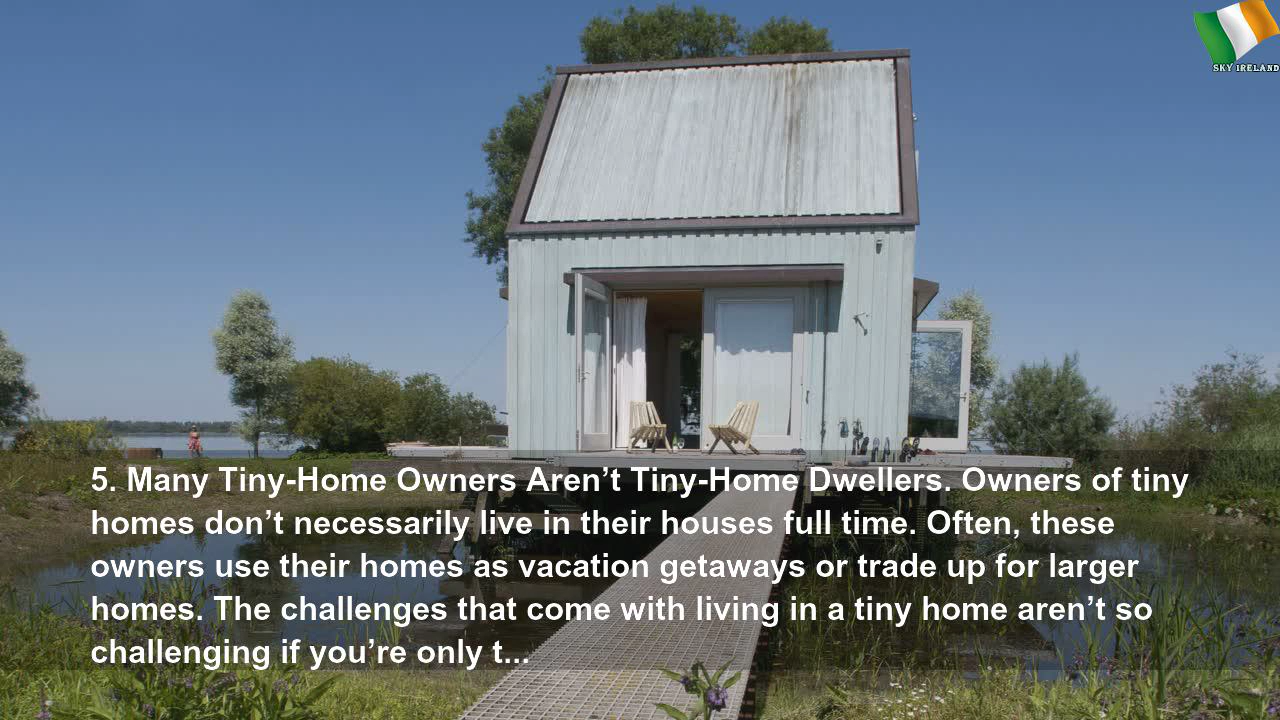 SKY IRELAND
5. Many Tiny-Home Owners Aren’t Tiny-Home Dwellers. Owners of tiny
homes don’t necessarily live in their houses full time. Often, these
owners use their homes as vacation getaways or trade up for larger
homes. The challenges that come with living in a tiny home aren’t so
challenging if you’re only t...